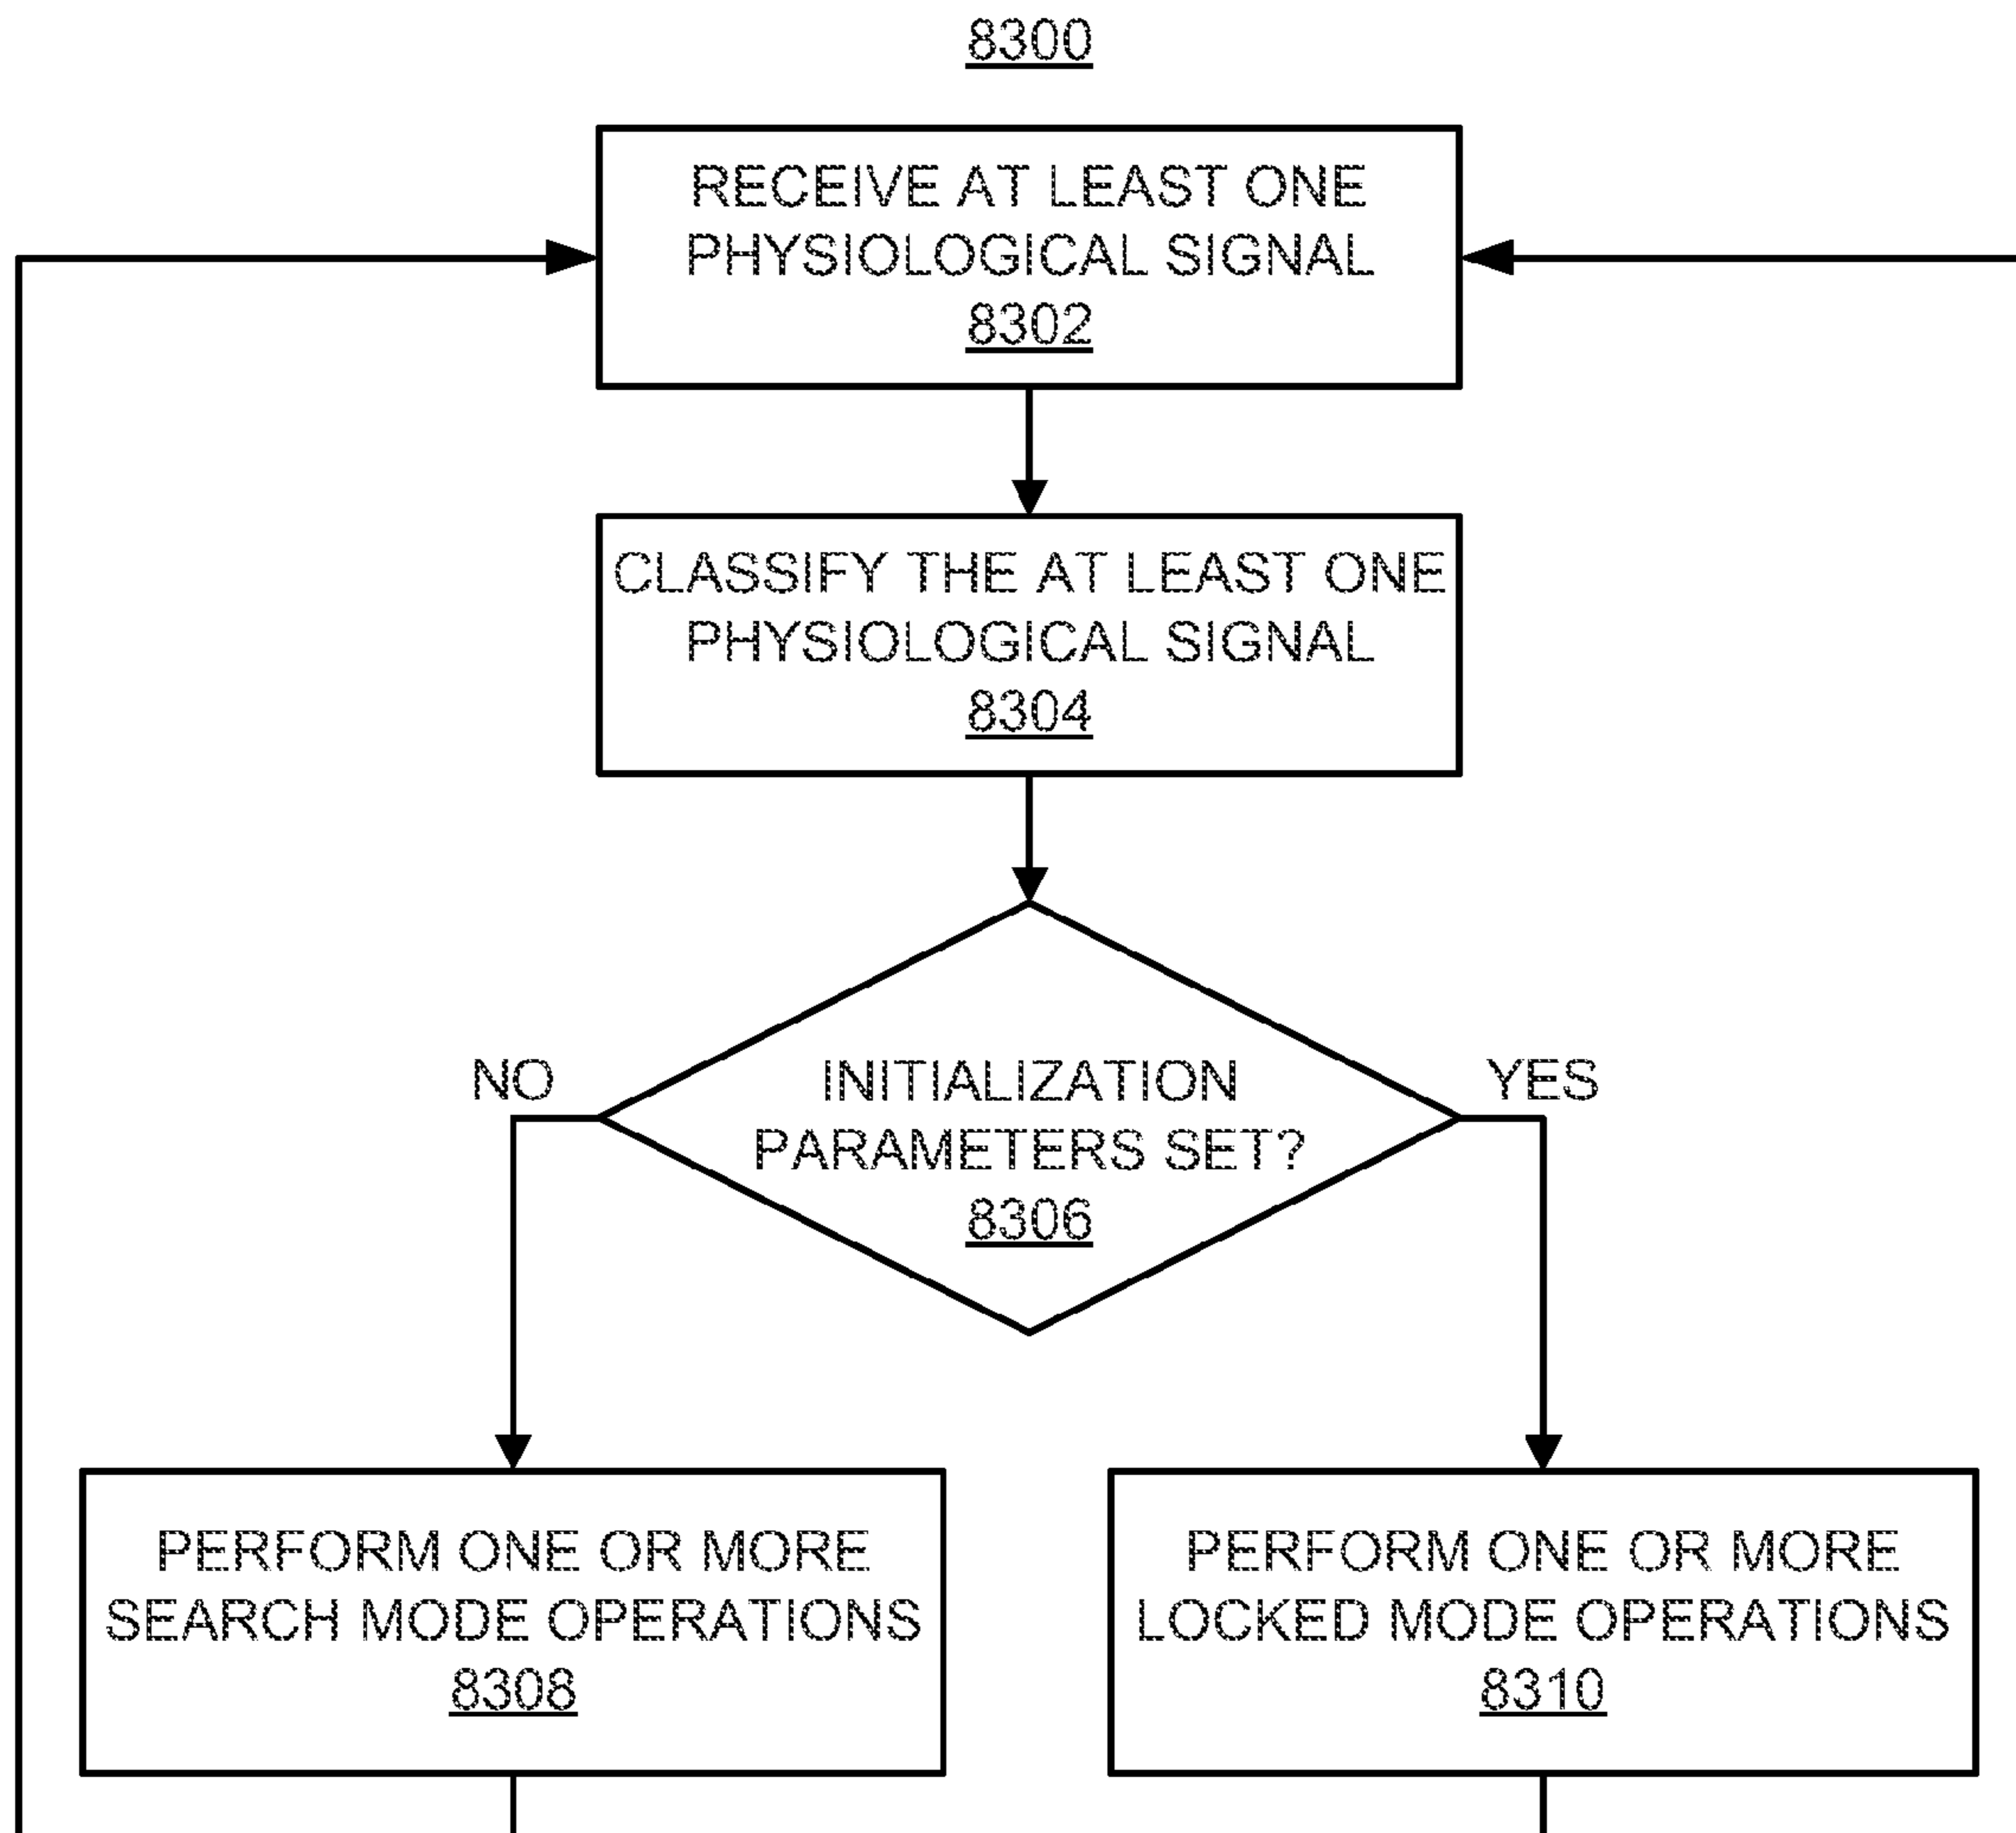 8300
RECEIVE AT LEAST ONE
PHYSIOLOGICAL SIGNAL
8302
CLASSIFY THE AT LEAST ONE
PHYSIOLOGICAL SIGNAL
8304
NO
YES
INITIALIZATION
PARAMETERS SET?
8306
PERFORM ONE OR MORE
SEARCH MODE OPERATIONS
8308
PERFORM ONE OR MORE
LOCKED MODE OPERATIONS
8310